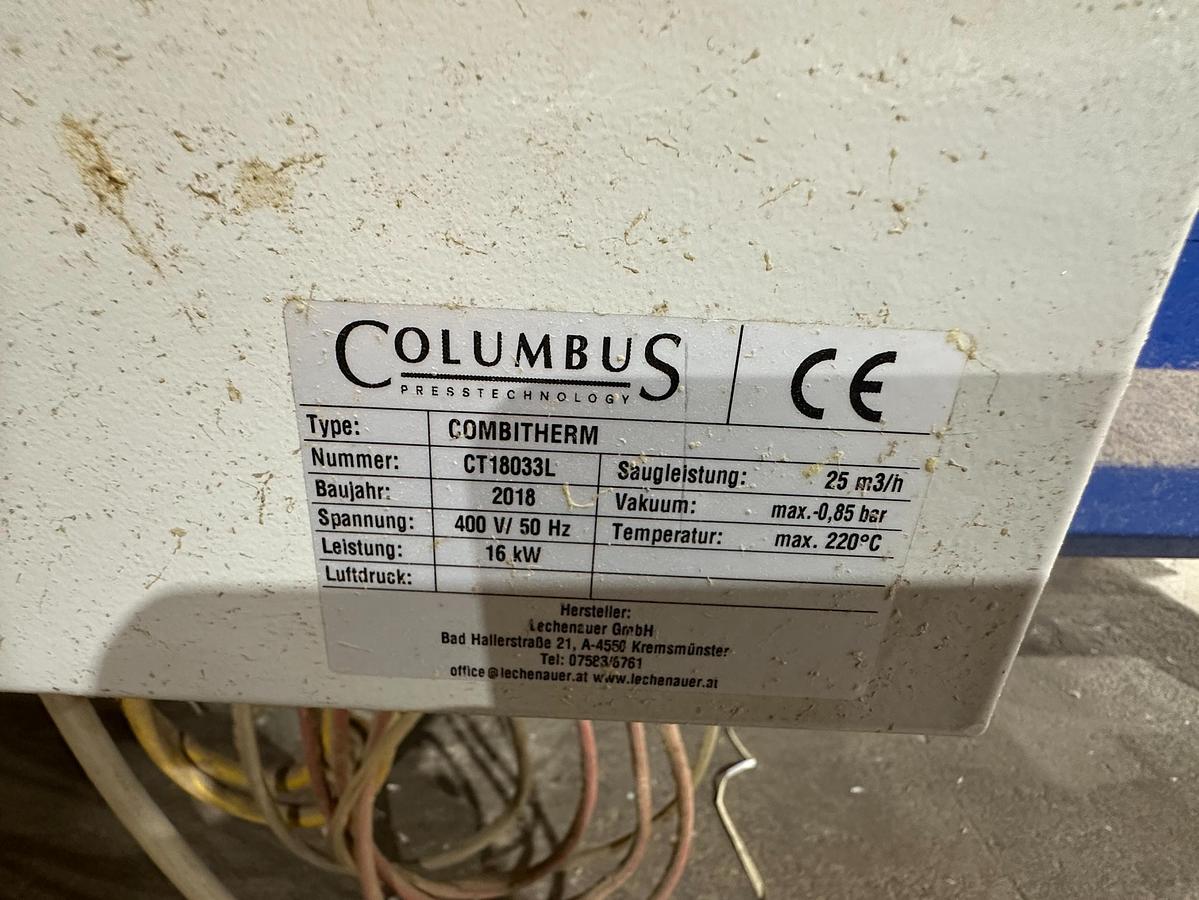 COLUMBUS
PRESSTECHNOLOGY
CE
Type: COMBITHERM
Nummer: CT18033L Saugleistung: 25 m3/h
Baujahr: 2018 Vakuum: max.-0,85 bar
Spannung: 400 V/ 50 Hz Temperatur: max. 220°C
Leistung: 16 kW
Luftdruck:
Hersteller:
Lechenauer GmbH
Bad Hallerstraße 21, A-4550 Kremsmünster
Tel: 07583/6761
office@lechenauer.at www.lechenauer.at